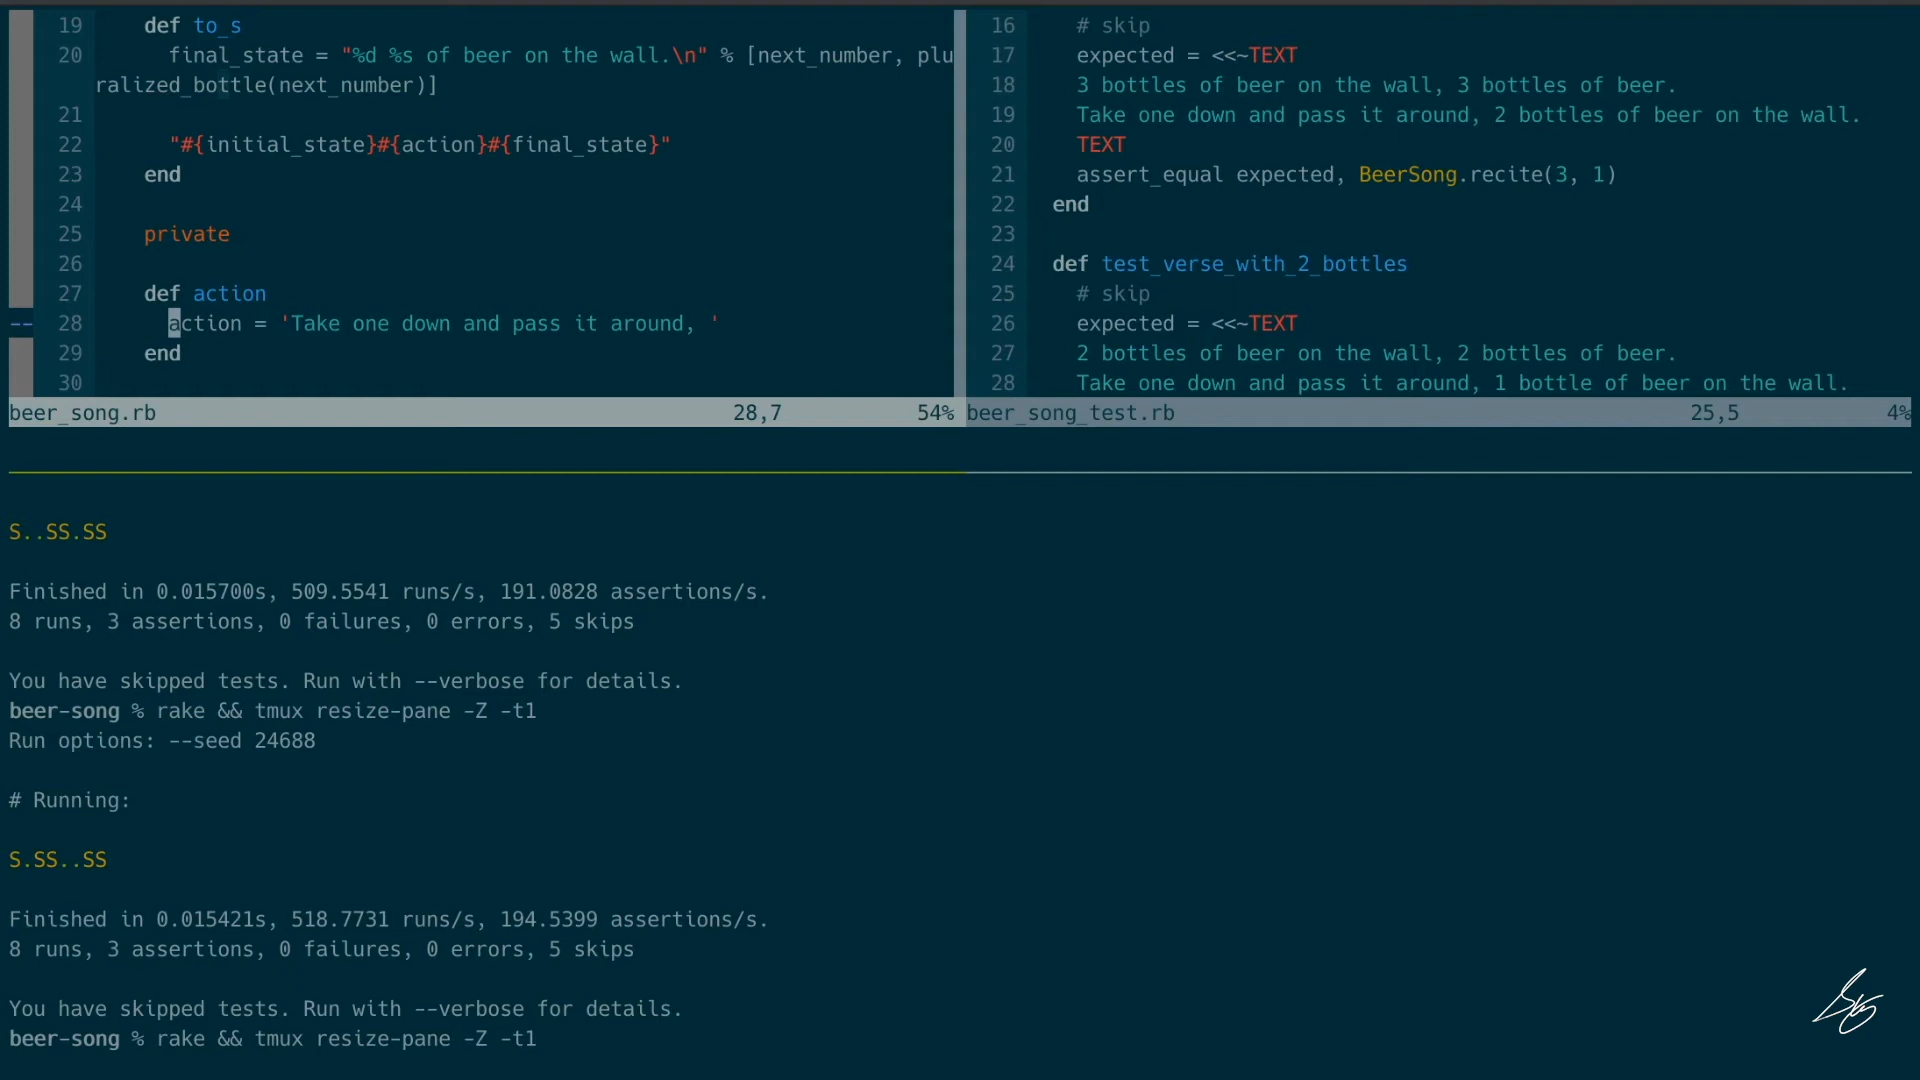 19 def to_s
20 final_state = "%d %s of beer on the wall.\n" % [next_number, plu
ralized_bottle(next_number)]
21
22 "#{initial_state}#{action}#{final_state}"
23 end
24
25 private
26
27 def action
-- 28 action = 'Take one down and pass it around, '
29 end
30
beer_song.rb 28,7 54%
16 # skip
17 expected = <<~TEXT
18 3 bottles of beer on the wall, 3 bottles of beer.
19 Take one down and pass it around, 2 bottles of beer on the wall.
20 TEXT
21 assert_equal expected, BeerSong.recite(3, 1)
22 end
23
24 def test_verse_with_2_bottles
25 # skip
26 expected = <<~TEXT
27 2 bottles of beer on the wall, 2 bottles of beer.
28 Take one down and pass it around, 1 bottle of beer on the wall.
beer_song_test.rb 25,5 4%
S..SS.SS
Finished in 0.015700s, 509.5541 runs/s, 191.0828 assertions/s.
8 runs, 3 assertions, 0 failures, 0 errors, 5 skips
You have skipped tests. Run with --verbose for details.
beer-song % rake && tmux resize-pane -Z -t1
Run options: --seed 24688
# Running:
S.SS..SS
Finished in 0.015421s, 518.7731 runs/s, 194.5399 assertions/s.
8 runs, 3 assertions, 0 failures, 0 errors, 5 skips
You have skipped tests. Run with --verbose for details.
beer-song % rake && tmux resize-pane -Z -t1